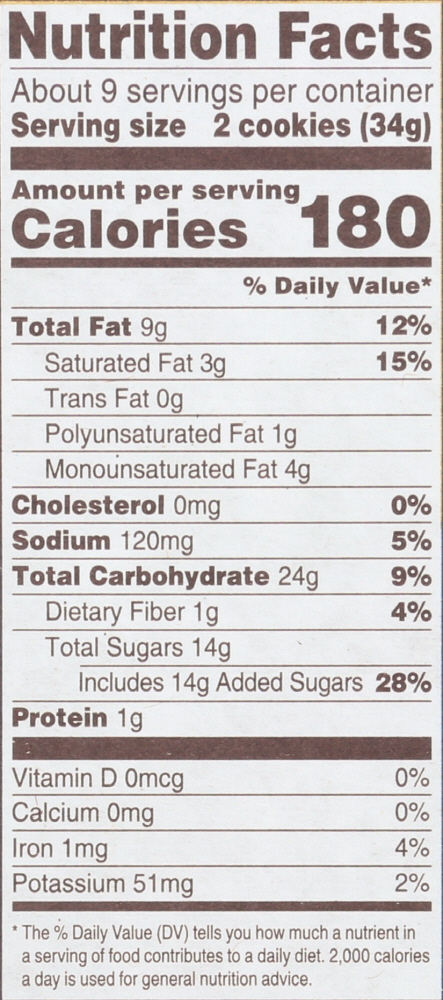 Nutrition Facts
About 9 servings per container
Serving size 2 cookies (34g)
Amount per serving
Calories 180
% Daily Value*
Total Fat 9g 12%
Saturated Fat 3g 15%
Trans Fat 0g
Polyunsaturated Fat 1g
Monounsaturated Fat 4g
Cholesterol 0mg 0%
Sodium 120mg 5%
Total Carbohydrate 24g 9%
Dietary Fiber 1g 4%
Total Sugars 14g
Includes 14g Added Sugars 28%
Protein 1g
Vitamin D 0mcg 0%
Calcium 0mg 0%
Iron 1mg 4%
Potassium 51mg 2%
* The % Daily Value (DV) tells you how much a nutrient in
a serving of food contributes to a daily diet. 2,000 calories
a day is used for general nutrition advice.